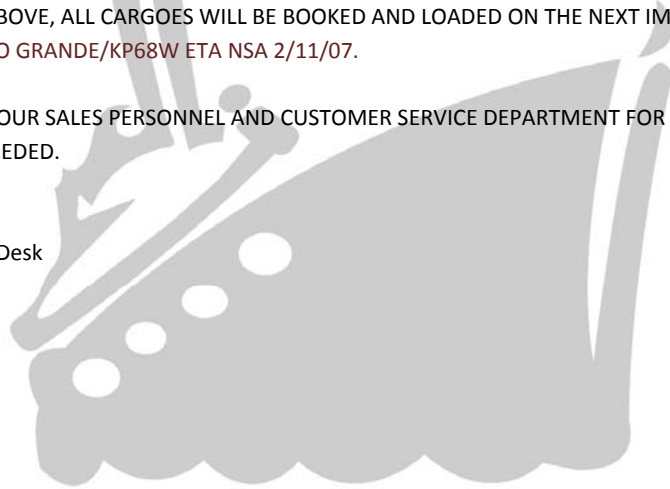 BOVE, ALL CARGOES WILL BE BOOKED AND LOADED ON THE NEXT IM
O GRANDE/KP68W ETA NSA 2/11/07.
OUR SALES PERSONNEL AND CUSTOMER SERVICE DEPARTMENT FOR
EDED.
Desk